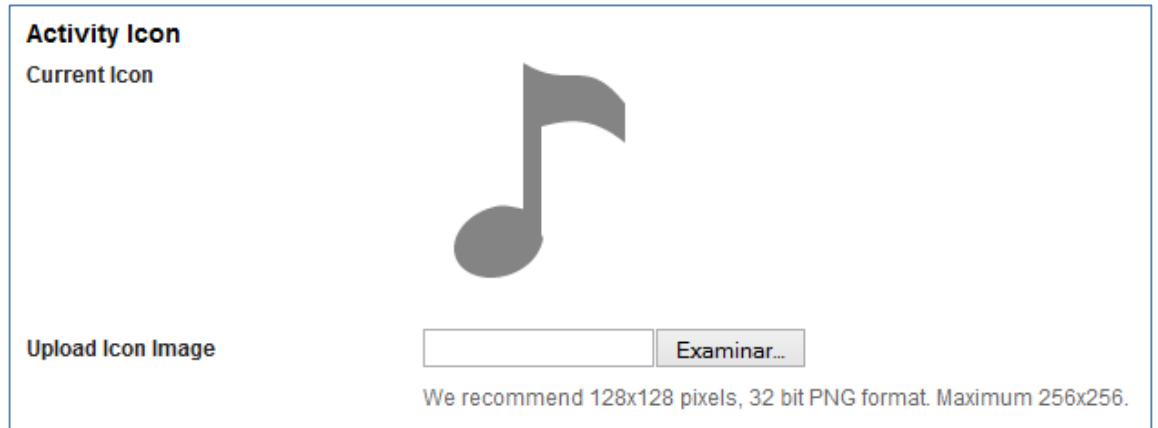 Activity Icon
Current Icon
Upload Icon Image
Examinar...
We recommend 128x128 pixels, 32 bit PNG format. Maximum 256x256.